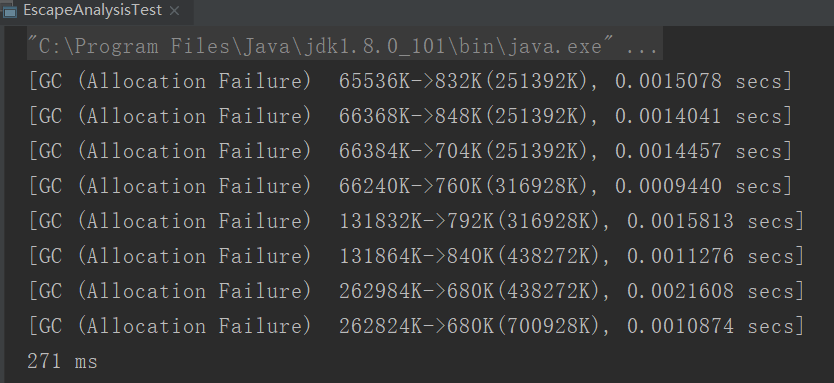 EscapeAnalysisTest ×
"C:\Program Files\Java\jdk1.8.0_101\bin\java.exe" ...
[GC (Allocation Failure)  65536K->832K(251392K), 0.0015078 secs]
[GC (Allocation Failure)  66368K->848K(251392K), 0.0014041 secs]
[GC (Allocation Failure)  66384K->704K(251392K), 0.0014457 secs]
[GC (Allocation Failure)  66240K->760K(316928K), 0.0009440 secs]
[GC (Allocation Failure)  131832K->792K(316928K), 0.0015813 secs]
[GC (Allocation Failure)  131864K->840K(438272K), 0.0011276 secs]
[GC (Allocation Failure)  262984K->680K(438272K), 0.0021608 secs]
[GC (Allocation Failure)  262824K->680K(700928K), 0.0010874 secs]
271 ms